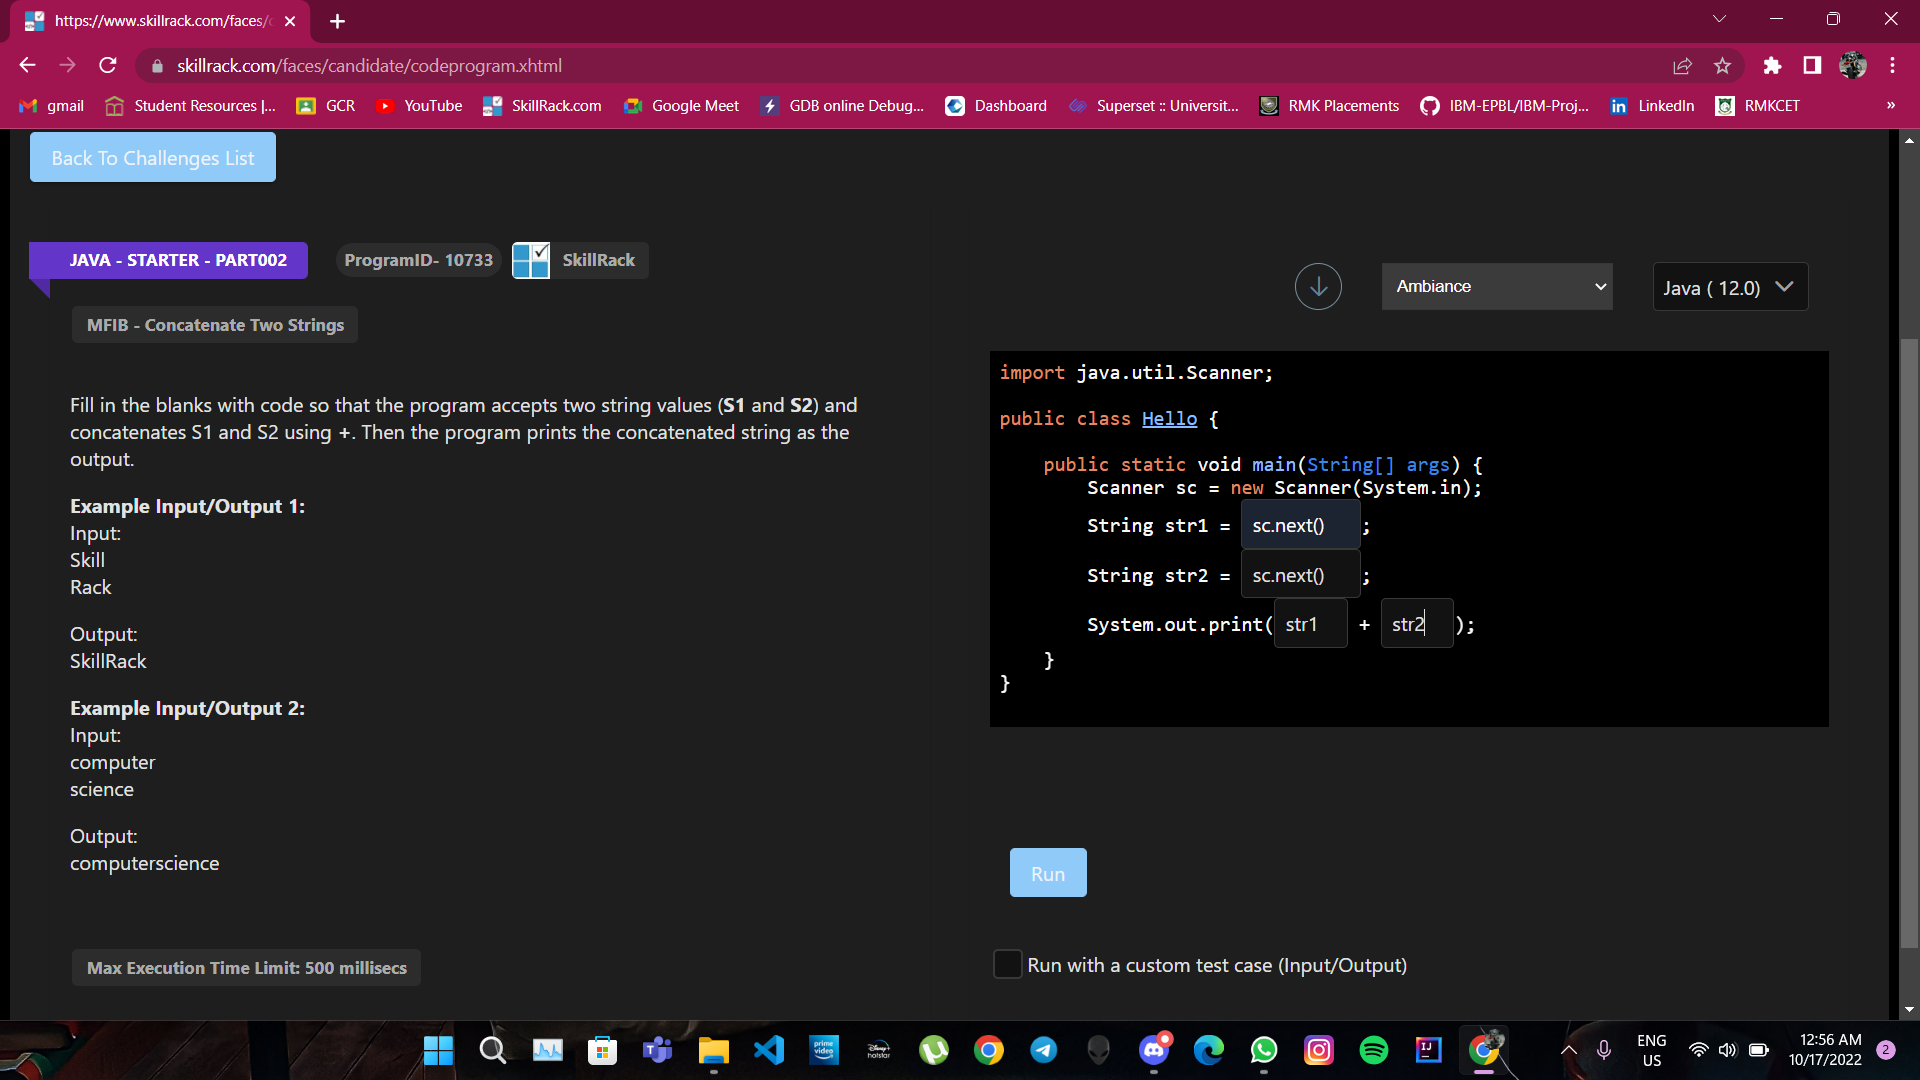 https://www.skillrack.com/faces/c
skillrack.com/faces/candidate/codeprogram.xhtml
gmail
Student Resources |...
GCR
YouTube
SkillRack.com
Google Meet
GDB online Debug...
Dashboard
Superset :: Universit...
RMK Placements
IBM-EPBL/IBM-Proj...
LinkedIn
RMKCET
»
Back To Challenges List
JAVA - STARTER - PART002
ProgramID- 10733
SkillRack
MFIB - Concatenate Two Strings
Fill in the blanks with code so that the program accepts two string values (S1 and S2) and
concatenates S1 and S2 using +. Then the program prints the concatenated string as the
output.
Example Input/Output 1:
Input:
Skill
Rack
Output:
SkillRack
Example Input/Output 2:
Input:
computer
science
Output:
computerscience
Max Execution Time Limit: 500 millisecs
Ambiance
Java ( 12.0)
import java.util.Scanner;
public class Hello {
public static void main(String[] args) {
Scanner sc = new Scanner(System.in);
String str1 = sc.next() ;
String str2 = sc.next() ;
System.out.print( str1 + str2 );
}
}
Run
Run with a custom test case (Input/Output)
prime
video
Disney+
hotstar
ENG
US
12:56 AM
10/17/2022
2